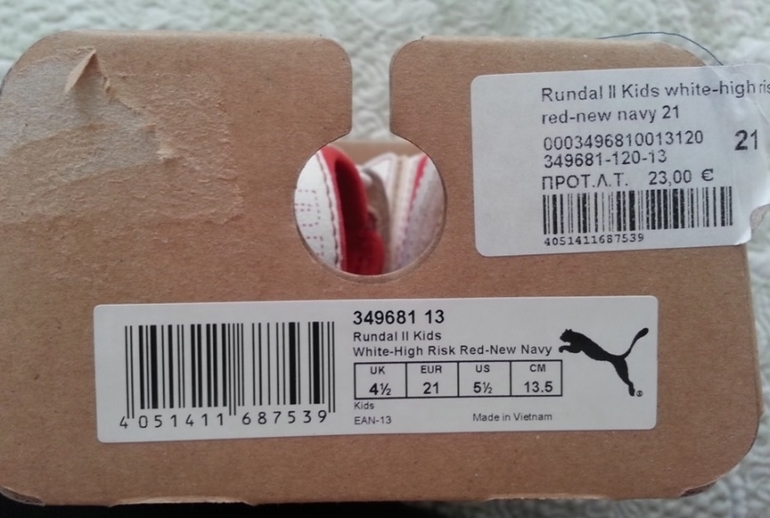 Rundal II Kids white-high ris
red-new navy 21
0003496810013120
21
349681-120-13
ΠΡΟΤ.Λ.Τ. 23,00 €
4051411687539
349681 13
Rundal II Kids
White-High Risk Red-New Navy
UK EUR US CM
4½ 21 5½ 13.5
Kids
EAN-13 Made in Vietnam
4 051411 687539